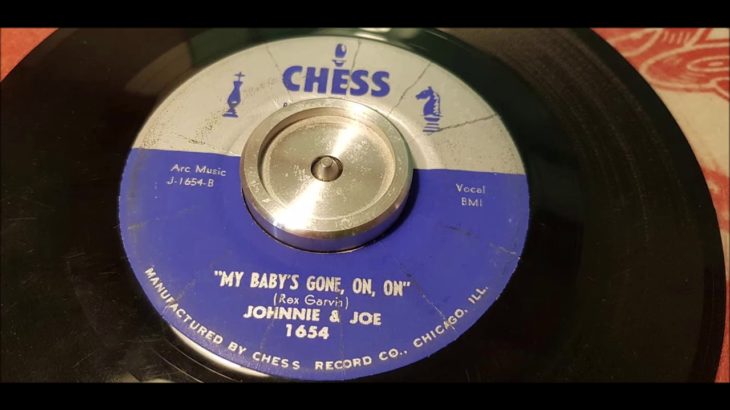 CHESS
Arc Music
J-1654-B
Vocal
BMI
"MY BABY'S GONE, ON, ON"
(Rex Garvin)
JOHNNIE & JOE
1654
MANUFACTURED BY CHESS RECORD CO., CHICAGO, ILL.